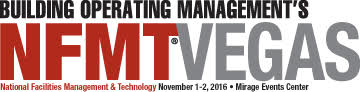 BUILDING OPERATING MANAGEMENT'S
NFMT®VEGAS
National Facilities Management & Technology November 1-2, 2016 • Mirage Events Center